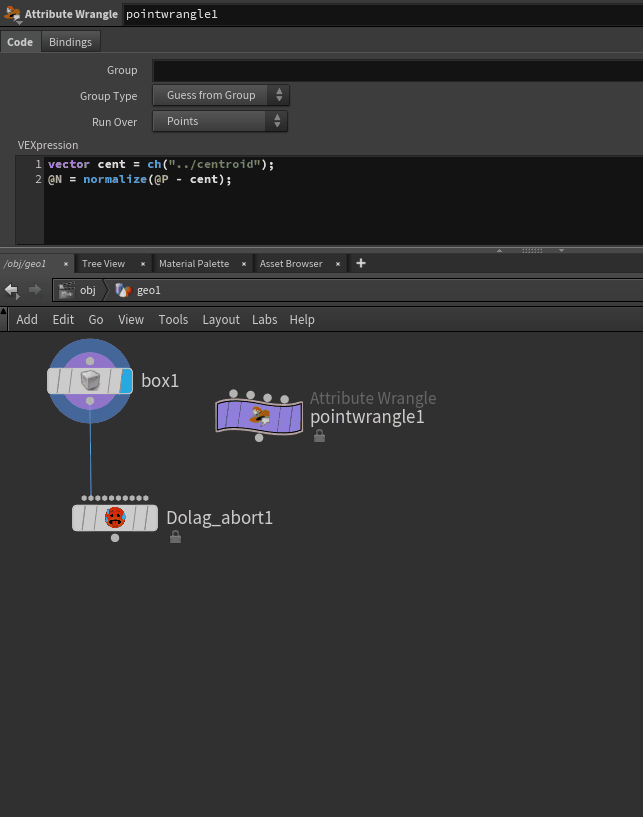 Attribute Wrangle pointwrangle1
Code Bindings
Group
Group Type Guess from Group
Run Over Points
VEXpression
1 vector cent = ch("../centroid");
2 @N = normalize(@P - cent);
/obj/geo1 × Tree View × Material Palette × Asset Browser × +
obj geo1
Add Edit Go View Tools Layout Labs Help
box1
Attribute Wrangle
pointwrangle1
Dolag_abort1